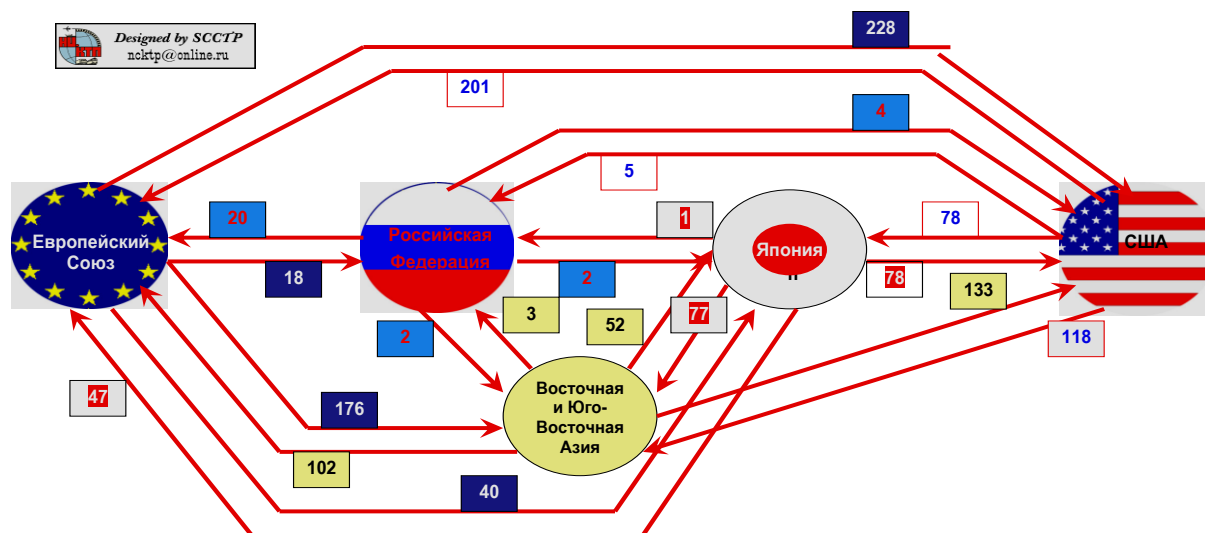 228
Designed by SCCTP
ncktp@online.ru
201
4
5
20
1
78
Европейский
Союз
Российская
Федерация
Япония
США
18
2
78
133
3
52
77
2
118
Восточная
и Юго-
Восточная
Азия
47
176
102
40